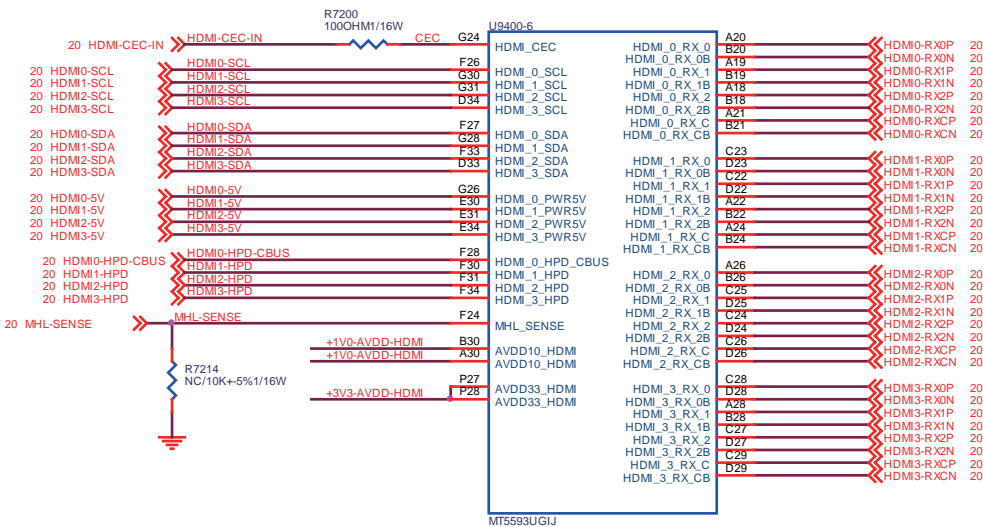 R7200
100OHM1/16W
U9400-6
20 HDMI-CEC-IN HDMI-CEC-IN CEC G24 HDMI_CEC
20 HDMI0-SCL HDMI0-SCL F26 HDMI_0_SCL
20 HDMI1-SCL HDMI1-SCL G30 HDMI_1_SCL
20 HDMI2-SCL HDMI2-SCL G31 HDMI_2_SCL
20 HDMI3-SCL HDMI3-SCL D34 HDMI_3_SCL
20 HDMI0-SDA HDMI0-SDA F27 HDMI_0_SDA
20 HDMI1-SDA HDMI1-SDA G28 HDMI_1_SDA
20 HDMI2-SDA HDMI2-SDA F33 HDMI_2_SDA
20 HDMI3-SDA HDMI3-SDA D33 HDMI_3_SDA
20 HDMI0-5V HDMI0-5V G26 HDMI_0_PWR5V
20 HDMI1-5V HDMI1-5V E30 HDMI_1_PWR5V
20 HDMI2-5V HDMI2-5V E31 HDMI_2_PWR5V
20 HDMI3-5V HDMI3-5V E34 HDMI_3_PWR5V
20 HDMI0-HPD-CBUS HDMI0-HPD-CBUS F28 HDMI_0_HPD_CBUS
20 HDMI1-HPD HDMI1-HPD F30 HDMI_1_HPD
20 HDMI2-HPD HDMI2-HPD F31 HDMI_2_HPD
20 HDMI3-HPD HDMI3-HPD F34 HDMI_3_HPD
20 MHL-SENSE MHL-SENSE F24 MHL_SENSE
+1V0-AVDD-HDMI B30 AVDD10_HDMI
+1V0-AVDD-HDMI A30 AVDD10_HDMI
R7214
NC/10K+-5%1/16W
P27 AVDD33_HDMI
+3V3-AVDD-HDMI P28 AVDD33_HDMI
HDMI_0_RX_0 A20 HDMI0-RX0P 20
HDMI_0_RX_0B B20 HDMI0-RX0N 20
HDMI_0_RX_1 A19 HDMI0-RX1P 20
HDMI_0_RX_1B B19 HDMI0-RX1N 20
HDMI_0_RX_2 A18 HDMI0-RX2P 20
HDMI_0_RX_2B B18 HDMI0-RX2N 20
HDMI_0_RX_C A21 HDMI0-RXCP 20
HDMI_0_RX_CB B21 HDMI0-RXCN 20
HDMI_1_RX_0 C23 HDMI1-RX0P 20
HDMI_1_RX_0B D23 HDMI1-RX0N 20
HDMI_1_RX_1 C22 HDMI1-RX1P 20
HDMI_1_RX_1B D22 HDMI1-RX1N 20
HDMI_1_RX_2 A22 HDMI1-RX2P 20
HDMI_1_RX_2B B22 HDMI1-RX2N 20
HDMI_1_RX_C A24 HDMI1-RXCP 20
HDMI_1_RX_CB B24 HDMI1-RXCN 20
HDMI_2_RX_0 A26 HDMI2-RX0P 20
HDMI_2_RX_0B B26 HDMI2-RX0N 20
HDMI_2_RX_1 C25 HDMI2-RX1P 20
HDMI_2_RX_1B D25 HDMI2-RX1N 20
HDMI_2_RX_2 C24 HDMI2-RX2P 20
HDMI_2_RX_2B D24 HDMI2-RX2N 20
HDMI_2_RX_C C26 HDMI2-RXCP 20
HDMI_2_RX_CB D26 HDMI2-RXCN 20
HDMI_3_RX_0 C28 HDMI3-RX0P 20
HDMI_3_RX_0B D28 HDMI3-RX0N 20
HDMI_3_RX_1 A28 HDMI3-RX1P 20
HDMI_3_RX_1B B28 HDMI3-RX1N 20
HDMI_3_RX_2 C27 HDMI3-RX2P 20
HDMI_3_RX_2B D27 HDMI3-RX2N 20
HDMI_3_RX_C C29 HDMI3-RXCP 20
HDMI_3_RX_CB D29 HDMI3-RXCN 20
MT5593UGIJ